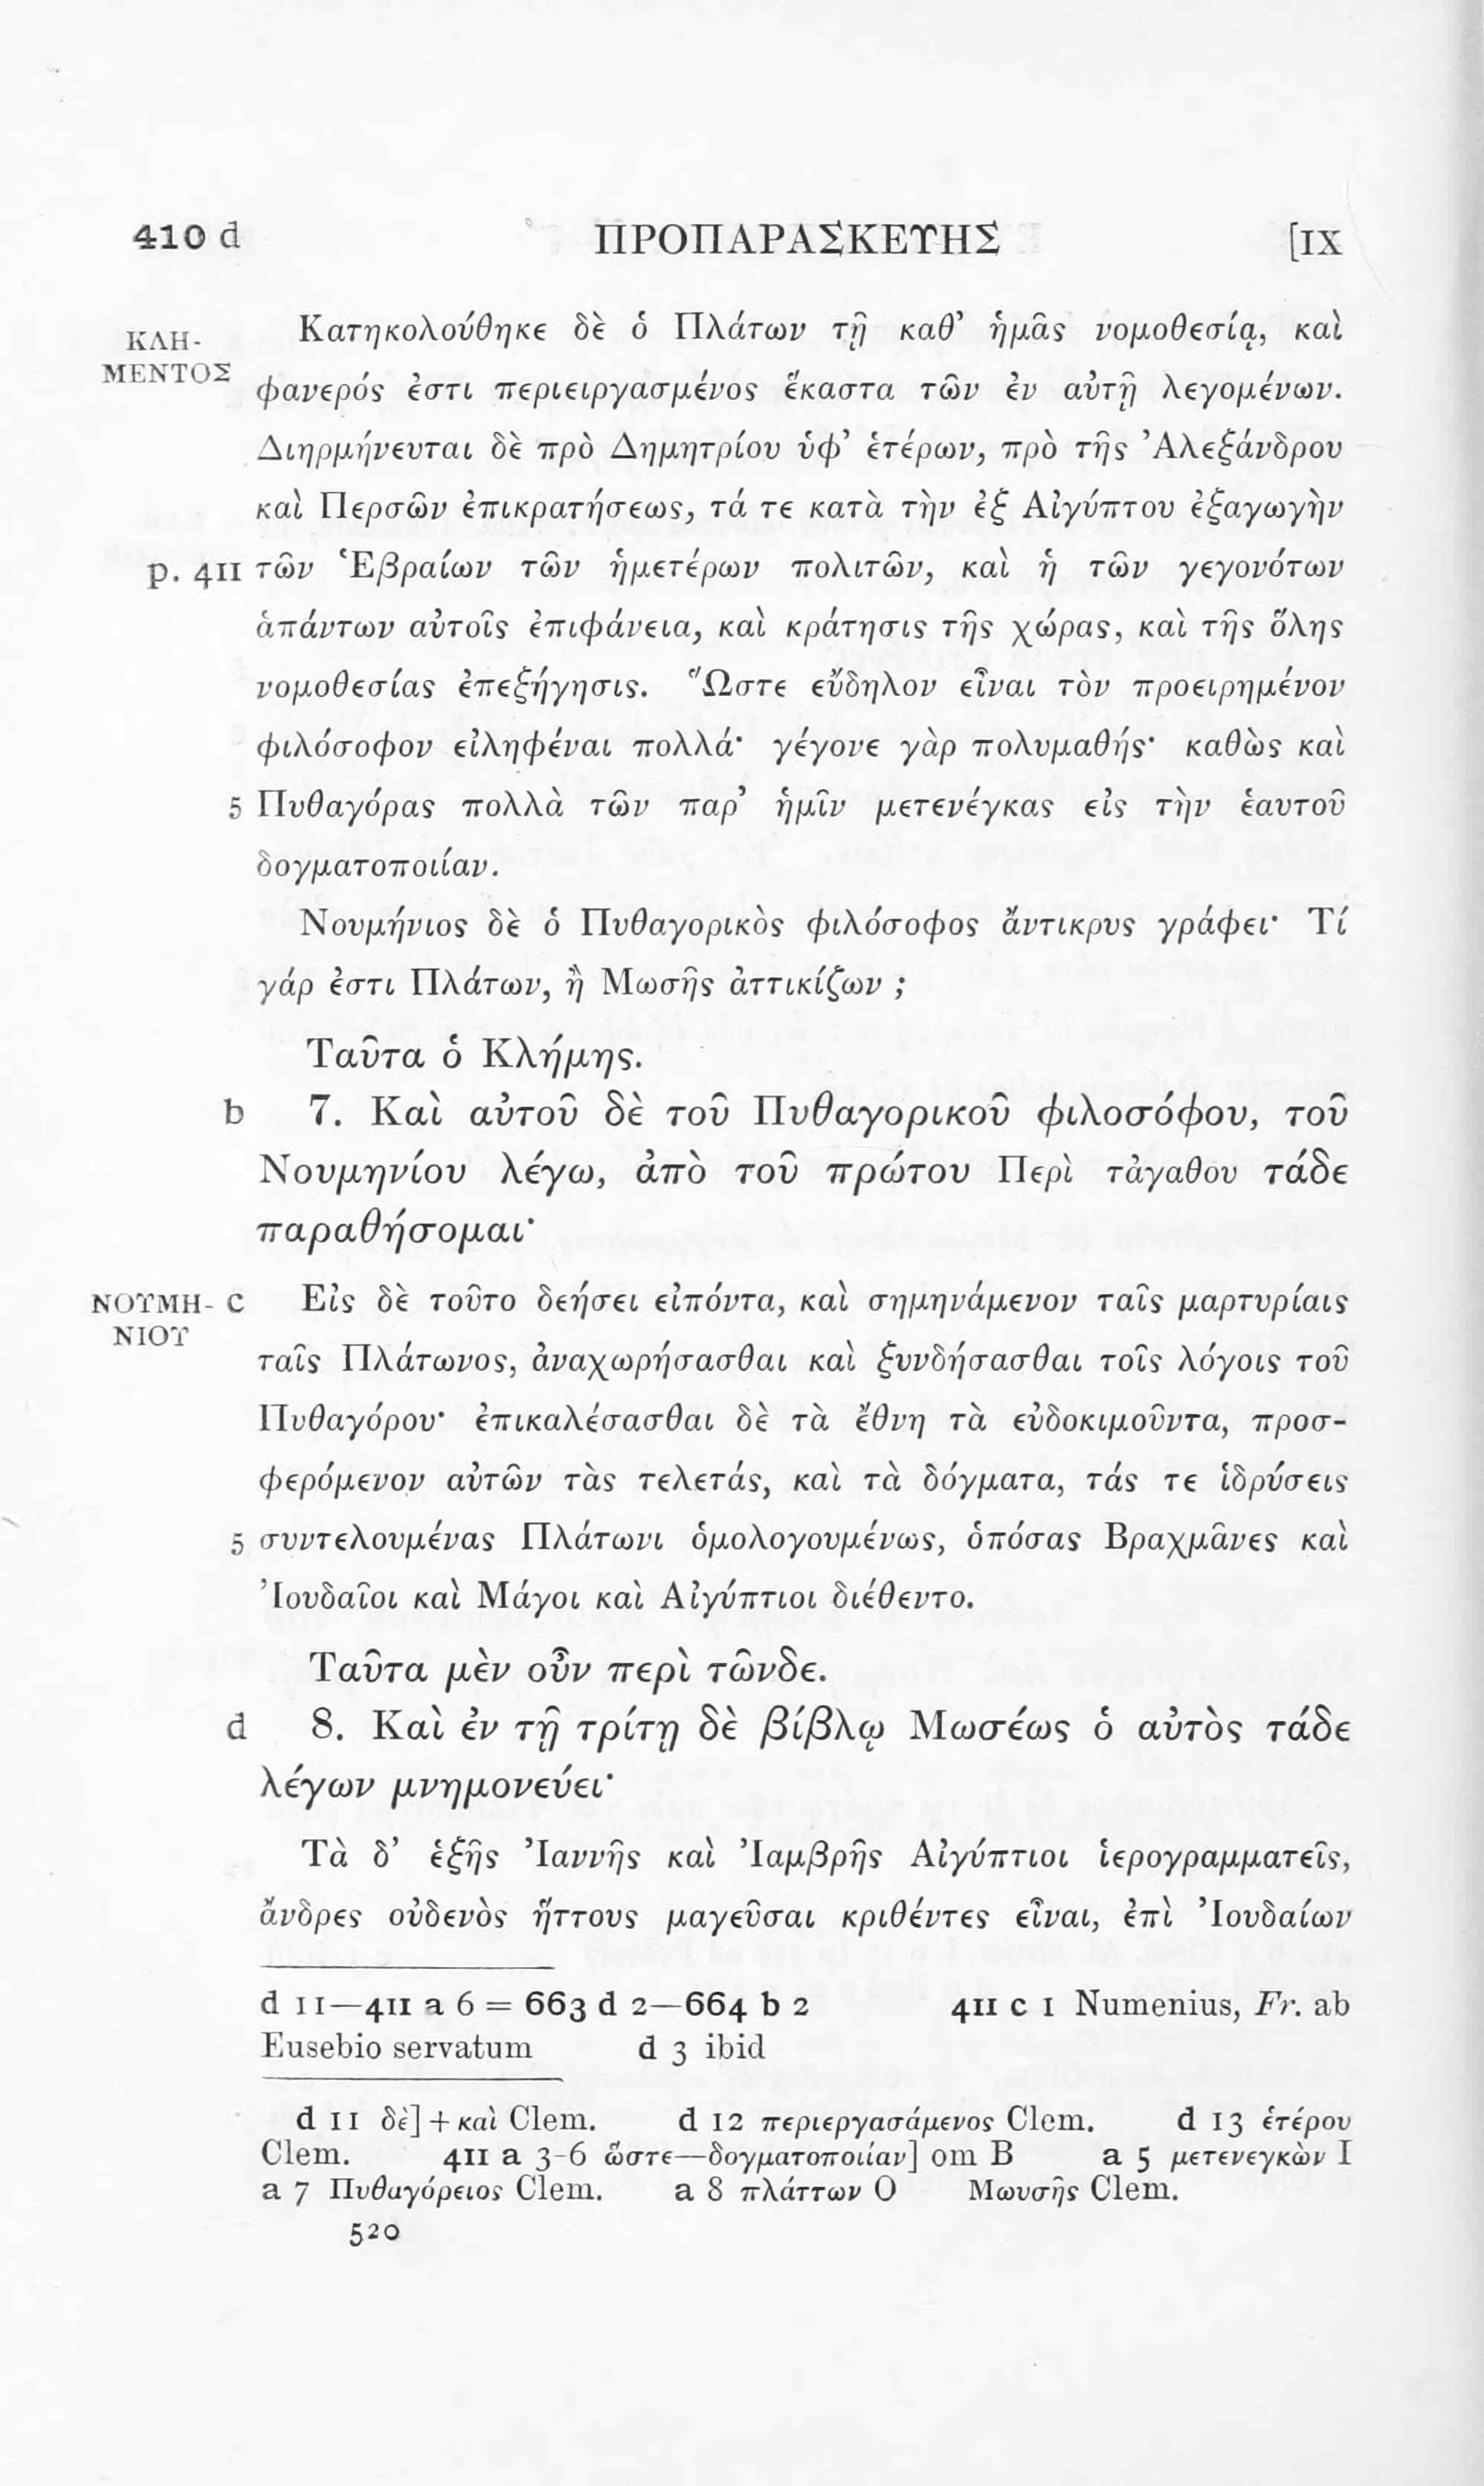 410 d ΠΡΟΠΑΡΑΣΚΕΥΗΣ [IX
ΚΛΗ- Κατηκολούθηκε δὲ ὁ Πλάτων τῇ καθ’ ἡμᾶς νομοθεσίᾳ, καὶ
ΜΕΝΤΟΣ φανερός ἐστι περιειργασμένος ἕκαστα τῶν ἐν αὐτῇ λεγομένων.
Διηρμήνευται δὲ πρὸ Δημητρίου ὑφ’ ἑτέρων, πρὸ τῆς Ἀλεξάνδρου
καὶ Περσῶν ἐπικρατήσεως, τά τε κατὰ τὴν ἐξ Αἰγύπτου ἐξαγωγὴν
p. 411 τῶν Ἑβραίων τῶν ἡμετέρων πολιτῶν, καὶ ἡ τῶν γεγονότων
ἁπάντων αὐτοῖς ἐπιφάνεια, καὶ κράτησις τῆς χώρας, καὶ τῆς ὅλης
νομοθεσίας ἐπεξήγησις. Ὥστε εὔδηλον εἶναι τὸν προειρημένον
φιλόσοφον εἰληφέναι πολλά· γέγονε γὰρ πολυμαθής· καθὼς καὶ
5 Πυθαγόρας πολλὰ τῶν παρ’ ἡμῖν μετενέγκας εἰς τὴν ἑαυτοῦ
δογματοποιίαν.
Νουμήνιος δὲ ὁ Πυθαγορικὸς φιλόσοφος ἄντικρυς γράφει· Τί
γάρ ἐστι Πλάτων, ἢ Μωσῆς ἀττικίζων ;
Ταῦτα ὁ Κλήμης.
b 7. Καὶ αὐτοῦ δὲ τοῦ Πυθαγορικοῦ φιλοσόφου, τοῦ
Νουμηνίου λέγω, ἀπὸ τοῦ πρώτου Περὶ τἀγαθου τάδε
παραθήσομαι·
ΝΟΥΜΗ- c Εἰς δὲ τοῦτο δεήσει εἰπόντα, καὶ σημηνάμενον ταῖς μαρτυρίαις
ΝΙΟΥ ταῖς Πλάτωνος, ἀναχωρήσασθαι καὶ ξυνδήσασθαι τοῖς λόγοις τοῦ
Πυθαγόρου· ἐπικαλέσασθαι δὲ τὰ ἔθνη τὰ εὐδοκιμοῦντα, προσ-
φερόμενον αὐτῶν τὰς τελετάς, καὶ τὰ δόγματα, τάς τε ἱδρύσεις
5 συντελουμένας Πλάτωνι ὁμολογουμένως, ὁπόσας Βραχμᾶνες καὶ
Ἰουδαῖοι καὶ Μάγοι καὶ Αἰγύπτιοι διέθεντο.
Ταῦτα μὲν οὖν περὶ τῶνδε.
d 8. Καὶ ἐν τῇ τρίτῃ δὲ βίβλῳ Μωσέως ὁ αὐτὸς τάδε
λέγων μνημονεύει·
Τὰ δ’ ἑξῆς Ἰαννῆς καὶ Ἰαμβρῆς Αἰγύπτιοι ἱερογραμματεῖς,
ἄνδρες οὐδενὸς ἥττους μαγεῦσαι κριθέντες εἶναι, ἐπὶ Ἰουδαίων
d 11—411 a 6 = 663 d 2—664 b 2 411 c 1 Numenius, Fr. ab
Eusebio servatum d 3 ibid
d 11 δὲ] + καὶ Clem. d 12 περιεργασάμενος Clem. d 13 ἑτέρου
Clem. 411 a 3-6 ὥστε—δογματοποιίαν] om B a 5 μετενεγκὼν I
a 7 Πυθαγόρειος Clem. a 8 πλάττων O Μωυσῆς Clem.
520